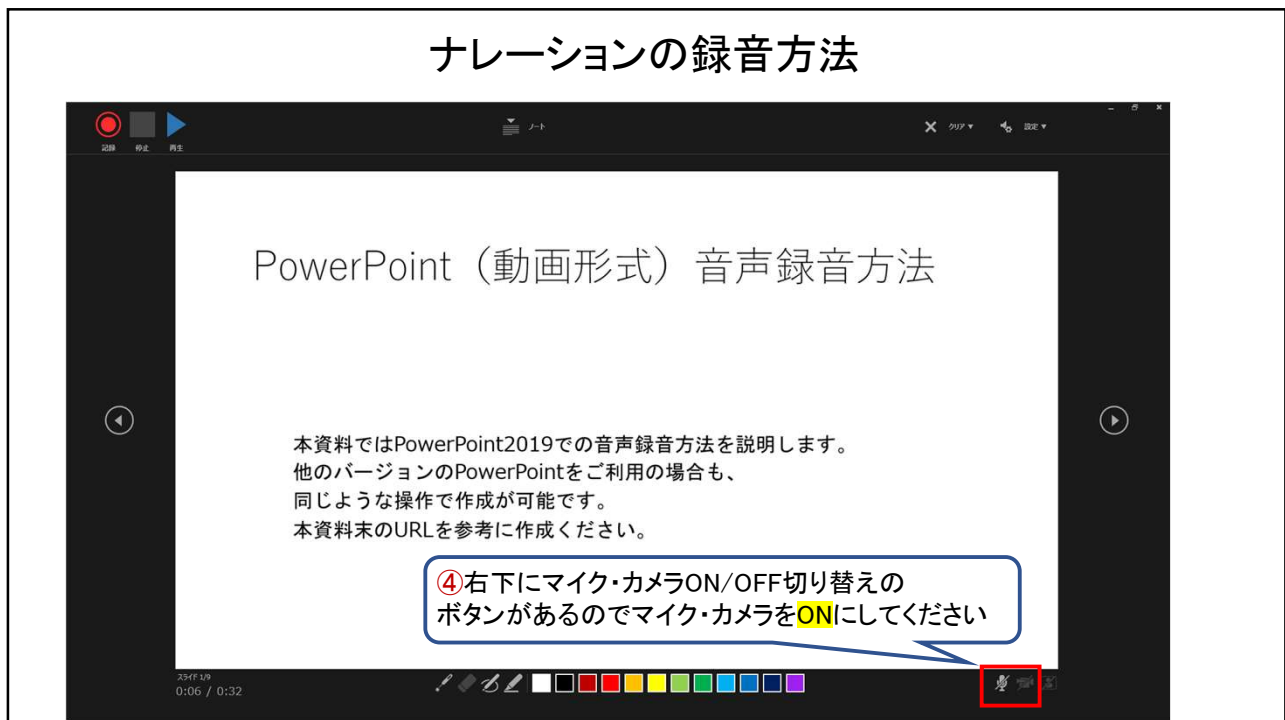 ナレーションの録音方法
記録 停止 再生
ノート
クリア
設定
PowerPoint（動画形式）音声録音方法
本資料ではPowerPoint2019での音声録音方法を説明します。
他のバージョンのPowerPointをご利用の場合も、
同じような操作で作成が可能です。
本資料末のURLを参考に作成ください。
④右下にマイク・カメラON/OFF切り替えの
ボタンがあるのでマイク・カメラをONにしてください
スライド 1/9
0:06 / 0:32